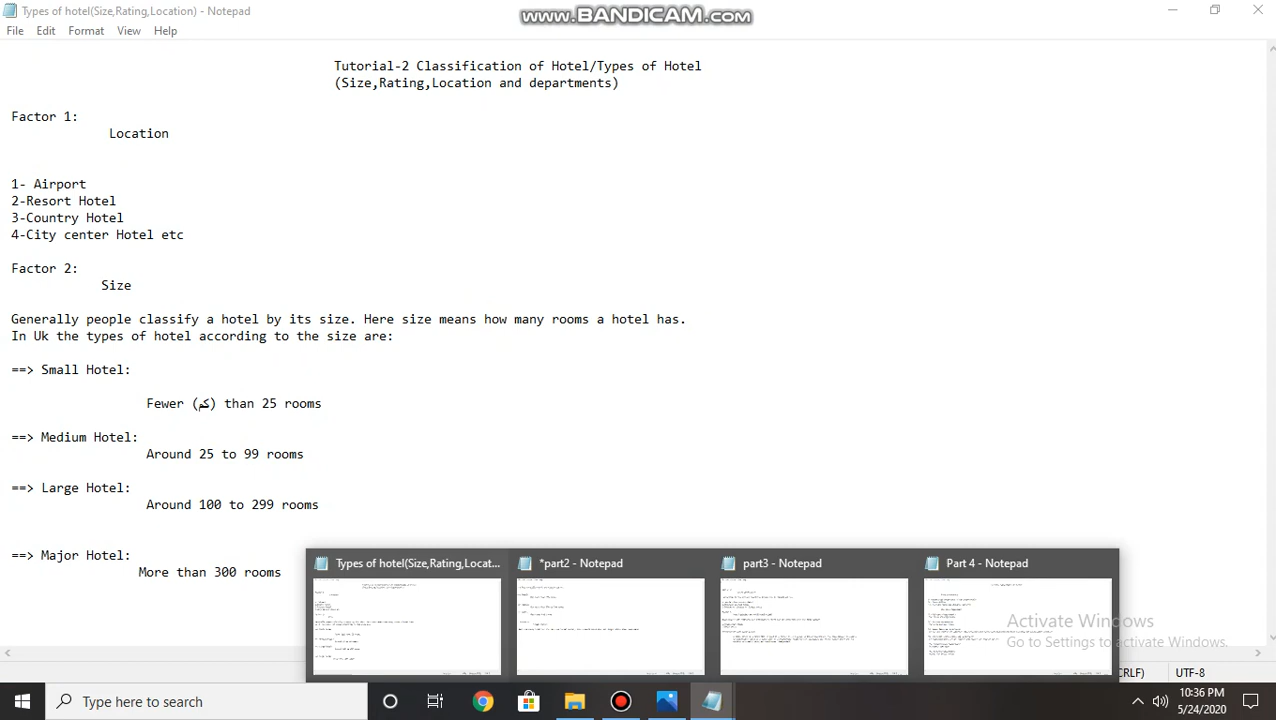 Types of hotel(Size,Rating,Location) - Notepad
www.BANDICAM.com
File Edit Format View Help
Tutorial-2 Classification of Hotel/Types of Hotel
(Size,Rating,Location and departments)
Factor 1:
Location
1- Airport
2-Resort Hotel
3-Country Hotel
4-City center Hotel etc
Factor 2:
Size
Generally people classify a hotel by its size. Here size means how many rooms a hotel has.
In Uk the types of hotel according to the size are:
==> Small Hotel:
Fewer (کم) than 25 rooms
==> Medium Hotel:
Around 25 to 99 rooms
==> Large Hotel:
Around 100 to 299 rooms
==> Major Hotel:
More than 300 rooms
Types of hotel(Size,Rating,Locat...
*part2 - Notepad
part3 - Notepad
Part 4 - Notepad
Activate Windows
Go to Settings to activate Windows.
CRLF) UTF-8
Type here to search
10:36 PM
5/24/2020